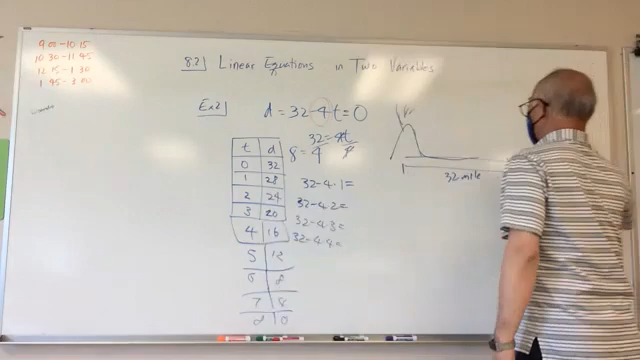 9 00-10 15
10 30-11 45
12 15-1 30
1 45-3 00
8.2 Linear Equations in Two Variables
Ex2 d = 32-4t=0
32=4t
8= 4 4
t d
0 32
1 28
2 24
3 20
4 16
5 12
6 8
7 8
8 0
32-4·1=
32-4·2=
32-4·3=
32-4·4=
32 mile